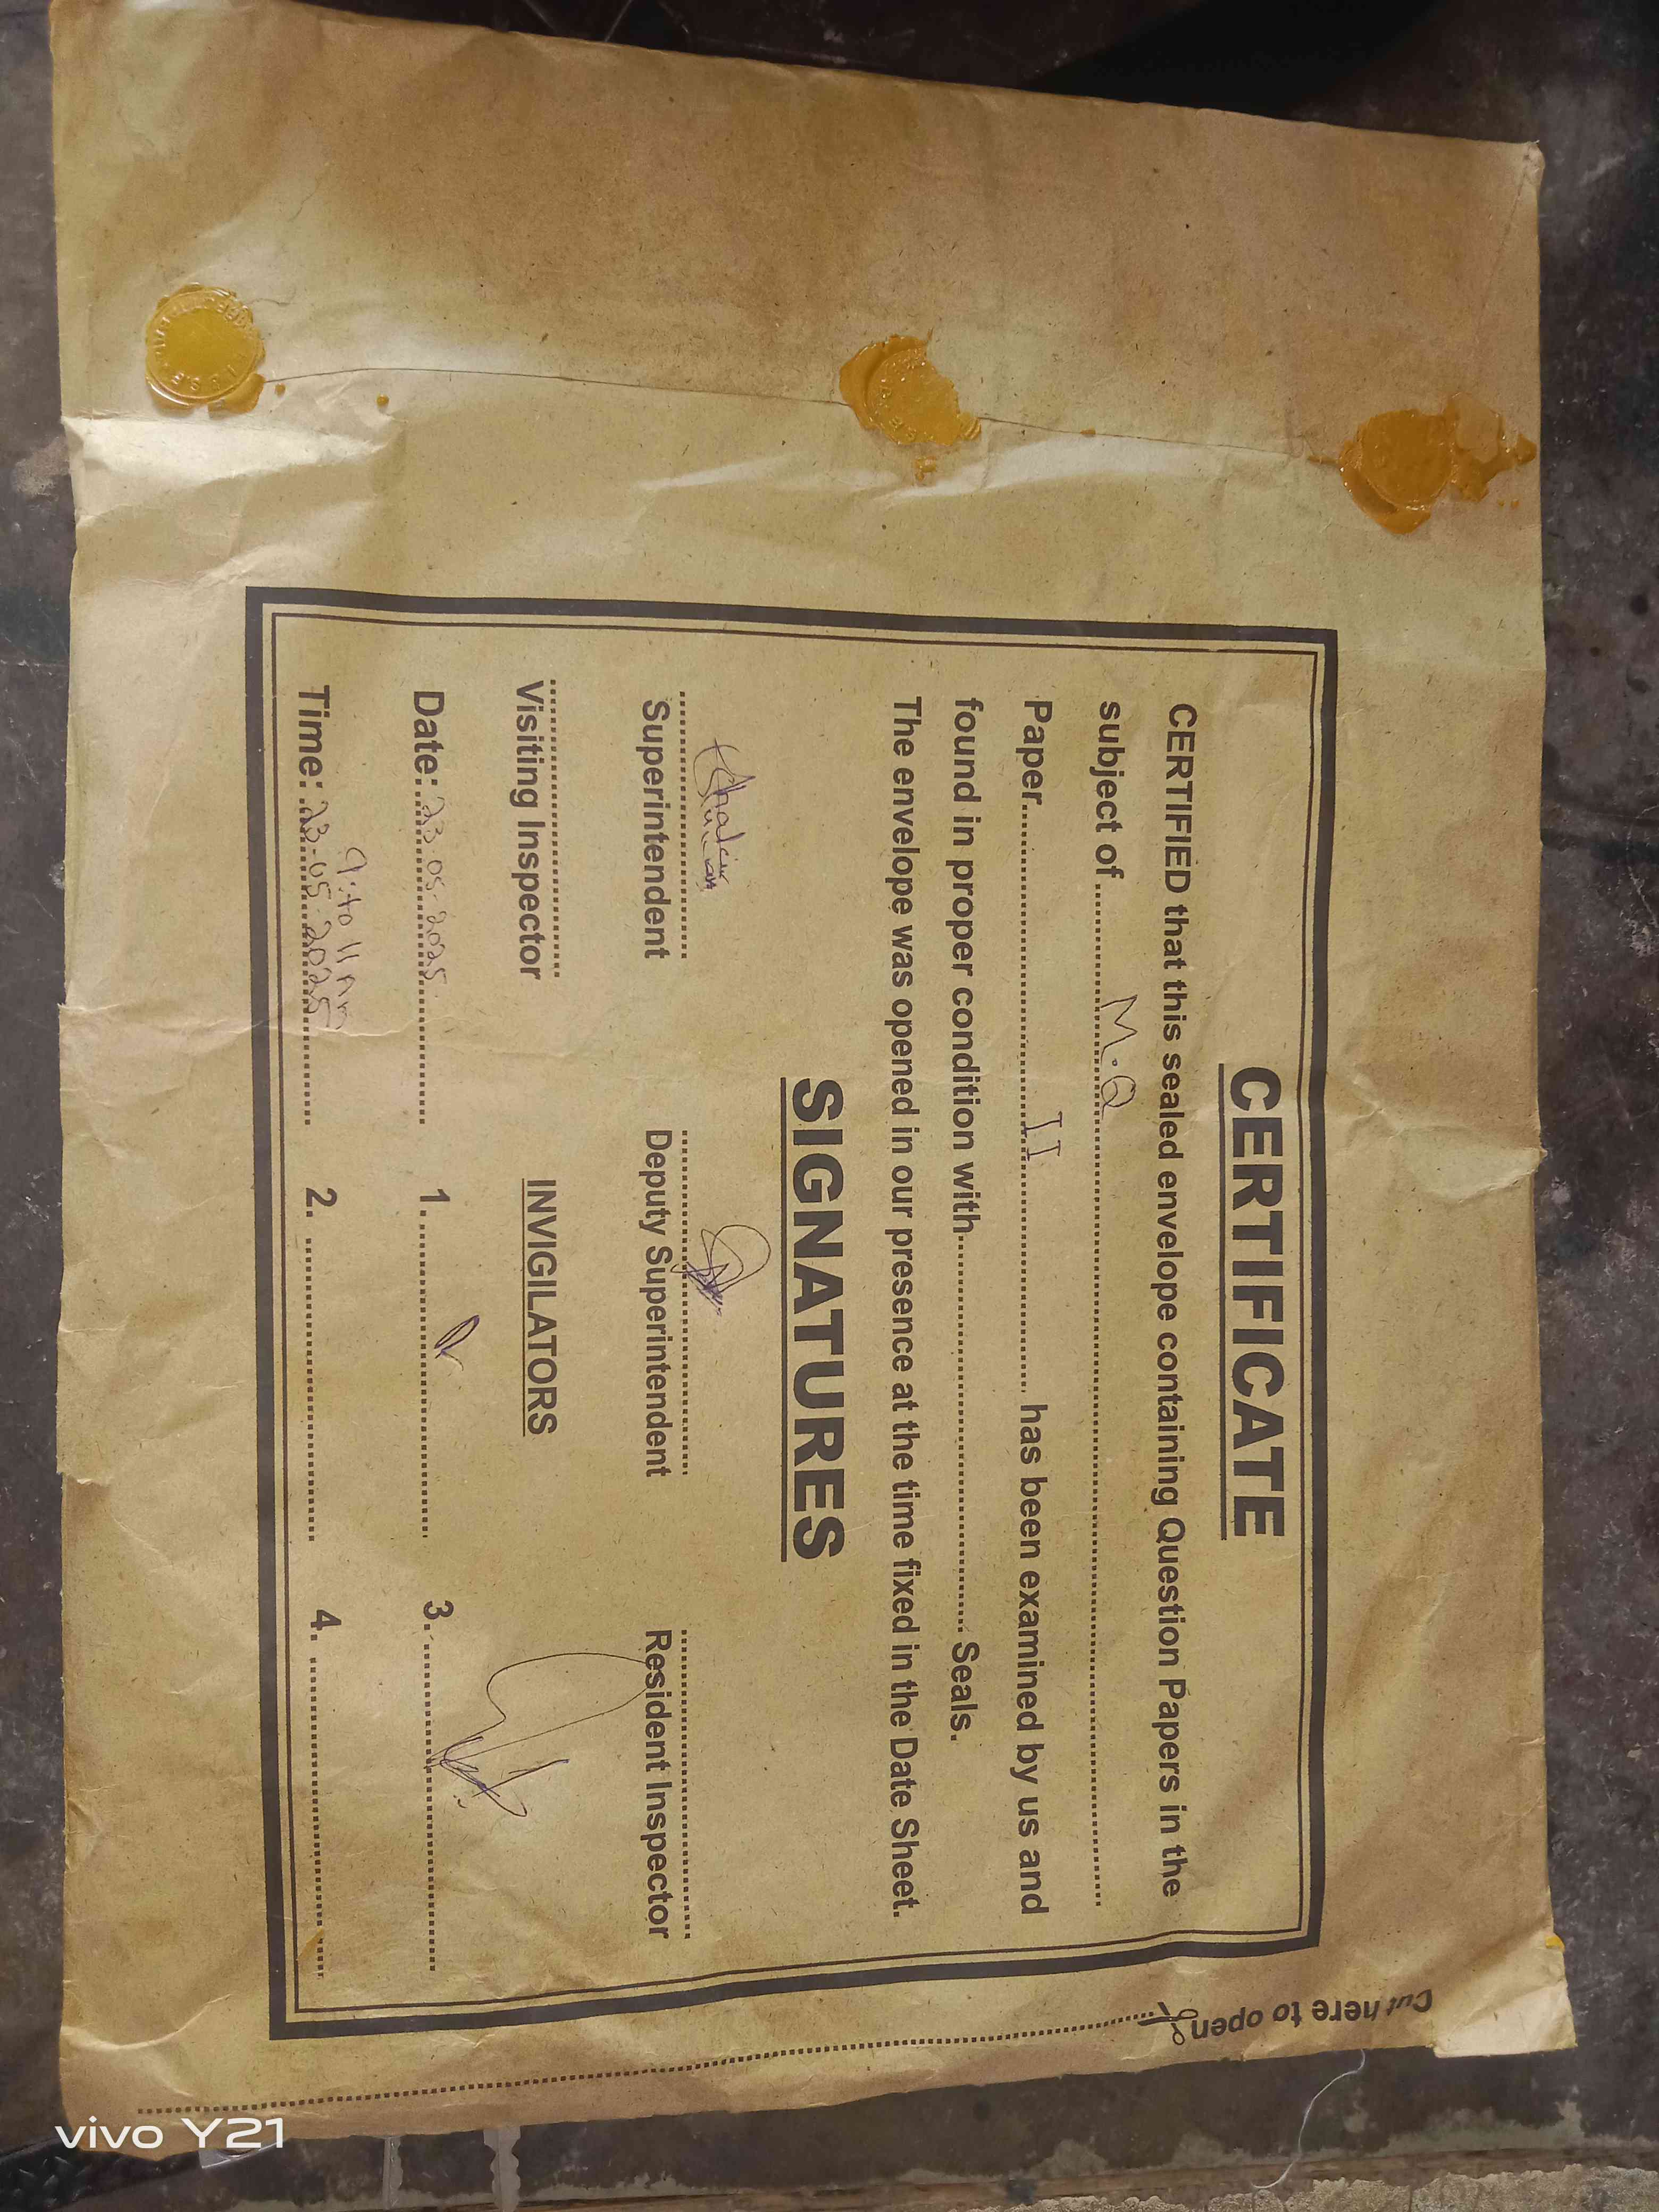 CERTIFICATE
CERTIFIED that this sealed envelope containing Question Papers in the
subject of .......... M.Q ..........
Paper.......... II .......... has been examined by us and
found in proper condition with.......... Seals.
The envelope was opened in our presence at the time fixed in the Date Sheet.
SIGNATURES
Superintendent Deputy Superintendent Resident Inspector
Visiting Inspector INVIGILATORS
Date: 23.05.2025 1. .......... 3. ..........
9: to 11 Am
Time: 23-05-2025 2. .......... 4. ..........
Cut here to open
vivo Y21